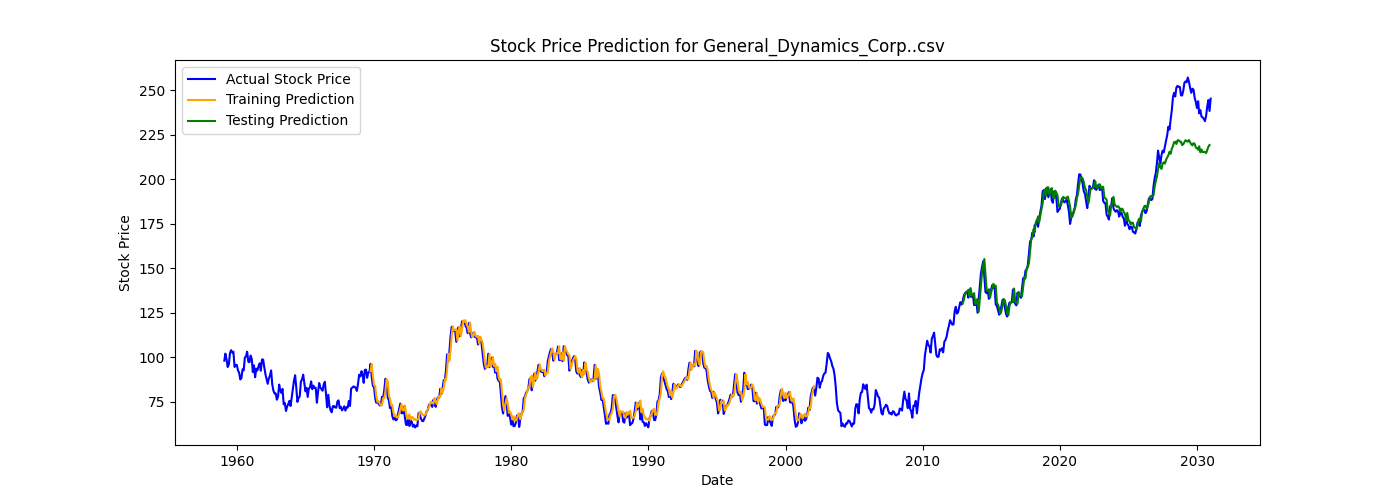 Stock Price Prediction for General_Dynamics_Corp..csv
Actual Stock Price
Training Prediction
Testing Prediction
Stock Price
250
225
200
175
150
125
100
75
1960 1970 1980 1990 2000 2010 2020 2030
Date